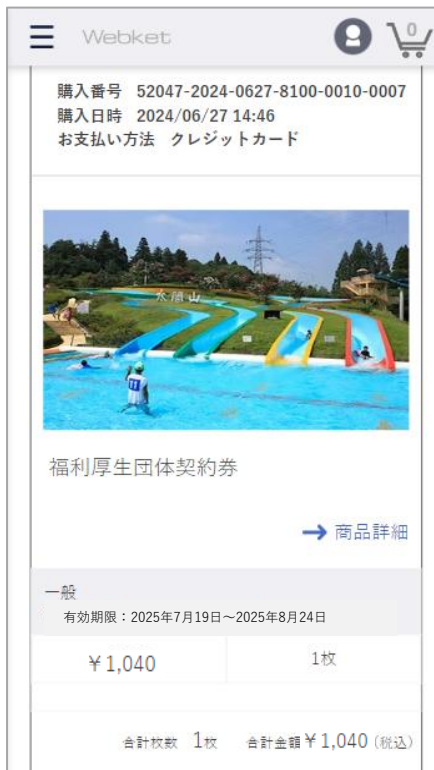 Webket
0
購入番号 52047-2024-0627-8100-0010-0007
購入日時 2024/06/27 14:46
お支払い方法 クレジットカード
福利厚生団体契約券
→ 商品詳細
一般
有効期限：2025年7月19日～2025年8月24日
￥1,040
1枚
合計枚数 1枚 合計金額￥1,040（税込）